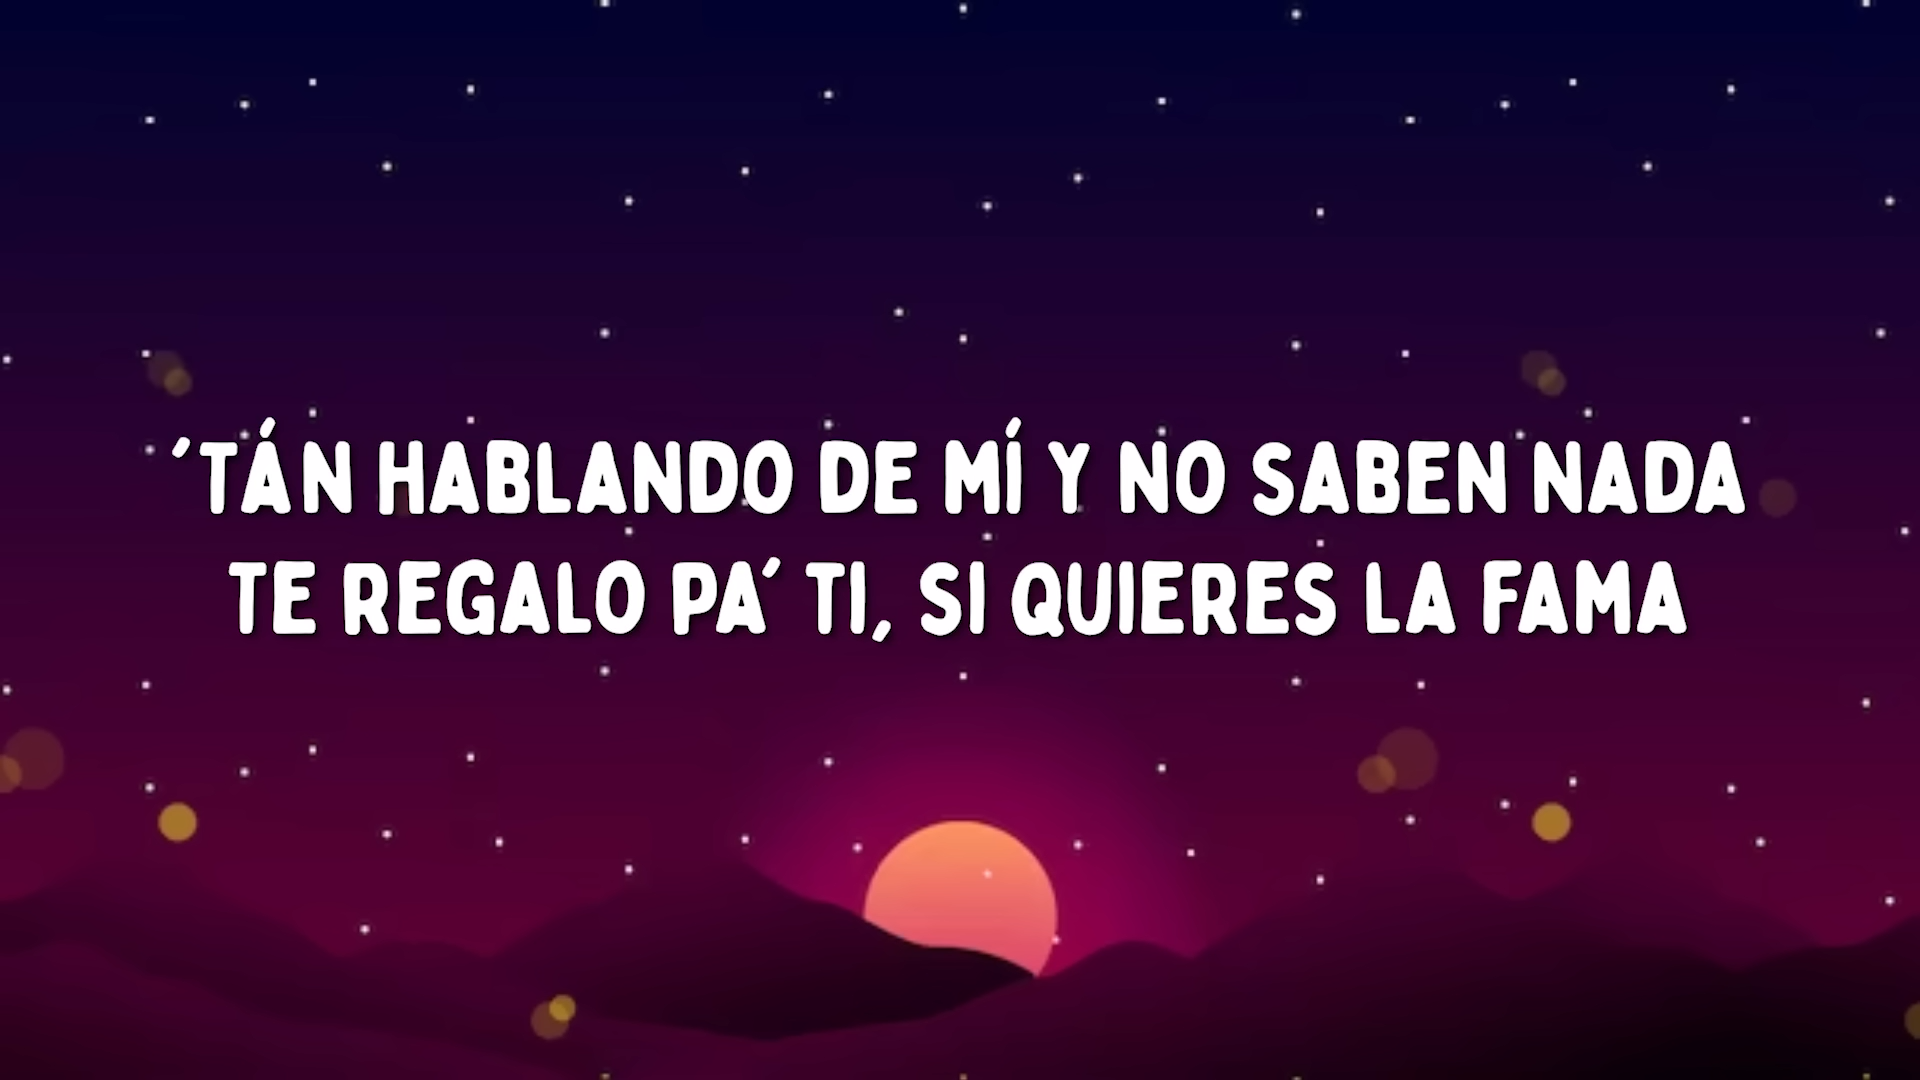 ´TÁN HABLANDO DE MÍ Y NO SABEN NADA
TE REGALO PA´ TI, SI QUIERES LA FAMA